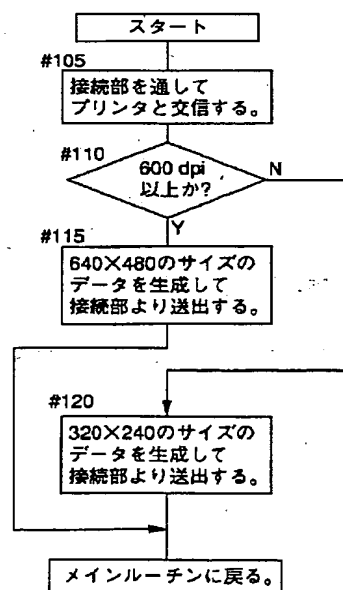 スタート
#105
接続部を通して
プリンタと交信する。
#110
600 dpi
以上か?
N
Y
#115
640×480のサイズの
データを生成して
接続部より送出する。
#120
320×240のサイズの
データを生成して
接続部より送出する。
メインルーチンに戻る。